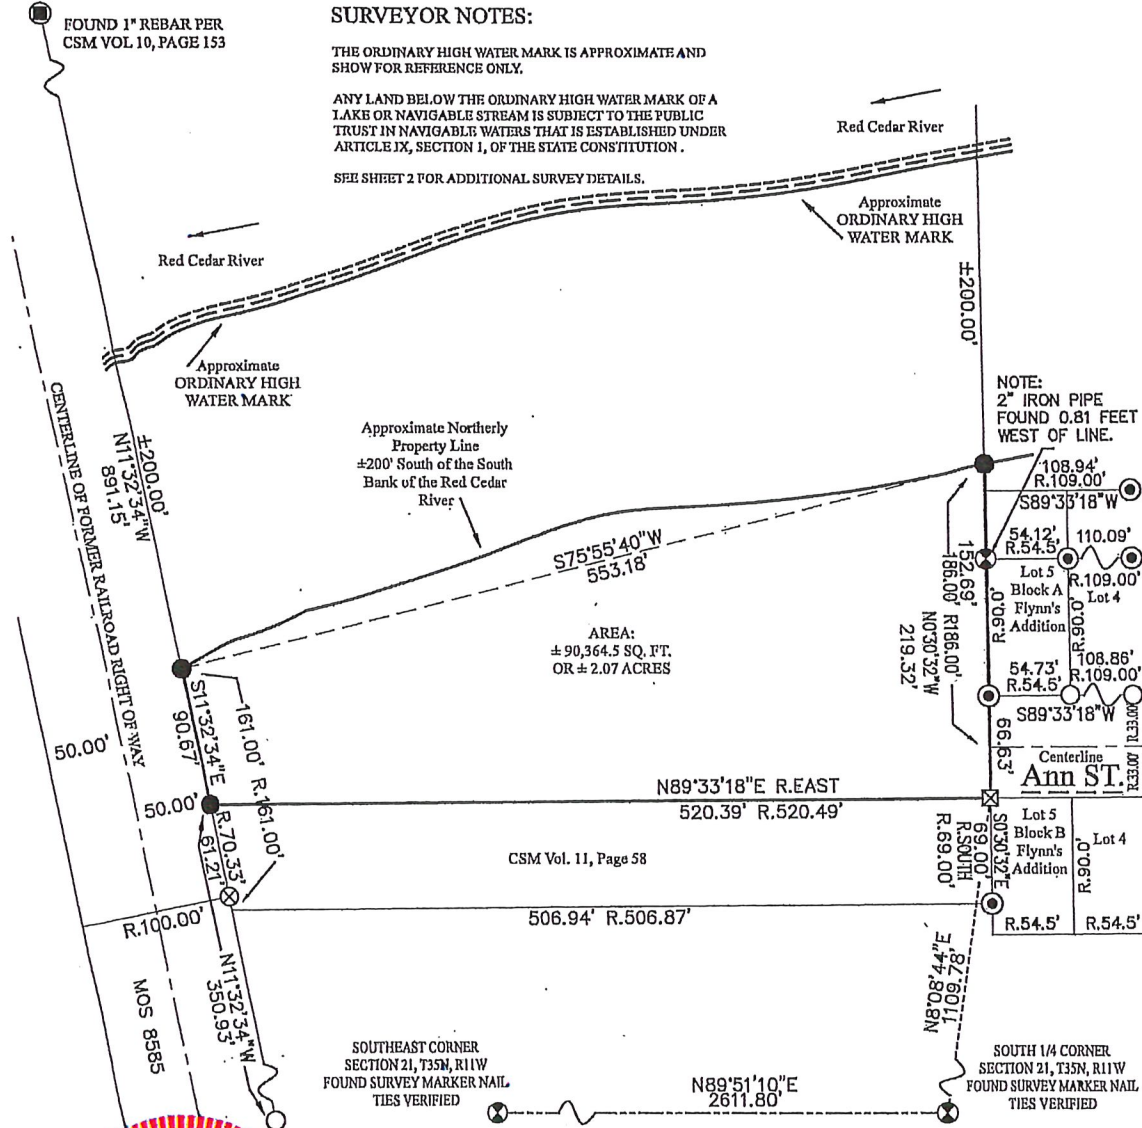 FOUND 1" REBAR PER
CSM VOL 10, PAGE 153
SURVEYOR NOTES:
THE ORDINARY HIGH WATER MARK IS APPROXIMATE AND
SHOW FOR REFERENCE ONLY.
ANY LAND BELOW THE ORDINARY HIGH WATER MARK OF A
LAKE OR NAVIGABLE STREAM IS SUBJECT TO THE PUBLIC
TRUST IN NAVIGABLE WATERS THAT IS ESTABLISHED UNDER
ARTICLE IX, SECTION 1, OF THE STATE CONSTITUTION .
SEE SHEET 2 FOR ADDITIONAL SURVEY DETAILS.
Red Cedar River
Approximate
ORDINARY HIGH
WATER MARK
Red Cedar River
Approximate
ORDINARY HIGH
WATER MARK
±200.00'
NOTE:
2" IRON PIPE
FOUND 0.81 FEET
WEST OF LINE.
CENTERLINE OF FORMER RAILROAD RIGHT OF WAY
±200.00'
N11°32'34"W
891.15'
Approximate Northerly
Property Line
±200' South of the South
Bank of the Red Cedar
River
S75°55'40"W
553.18'
108.94'
R.109.00'
S89°33'18"W
54.12'
R.54.5'
110.09'
R.109.00'
Lot 5
Block A
Flynn's
Addition
Lot 4
R.90.0'
R.90.0'
152.69'
186.00' R186.00'
N0°30'32"W
219.32'
AREA:
± 90,364.5 SQ. FT.
OR ± 2.07 ACRES
54.73'
R.54.5'
108.86'
R.109.00'
S89°33'18"W
66.63'
R.33.00'
R.33.00'
Centerline
Ann ST.
S11°32'34"E
90.67'
161.00' R.161.00'
50.00'
50.00'
N89°33'18"E R.EAST
520.39' R.520.49'
R.70.33'
61.21'
CSM Vol. 11, Page 58
S0°30'32"E
69.00'
R.SOUTH
R.69.00'
Lot 5
Block B
Flynn's
Addition
Lot 4
R.90.0'
R.100.00'
506.94' R.506.87'
R.54.5'
R.54.5'
MOS 8585
N11°32'34"W
350.93'
N8°08'44"E
1109.78'
SOUTHEAST CORNER
SECTION 21, T35N, R11W
FOUND SURVEY MARKER NAIL
TIES VERIFIED
N89°51'10"E
2611.80'
SOUTH 1/4 CORNER
SECTION 21, T35N, R11W
FOUND SURVEY MARKER NAIL
TIES VERIFIED